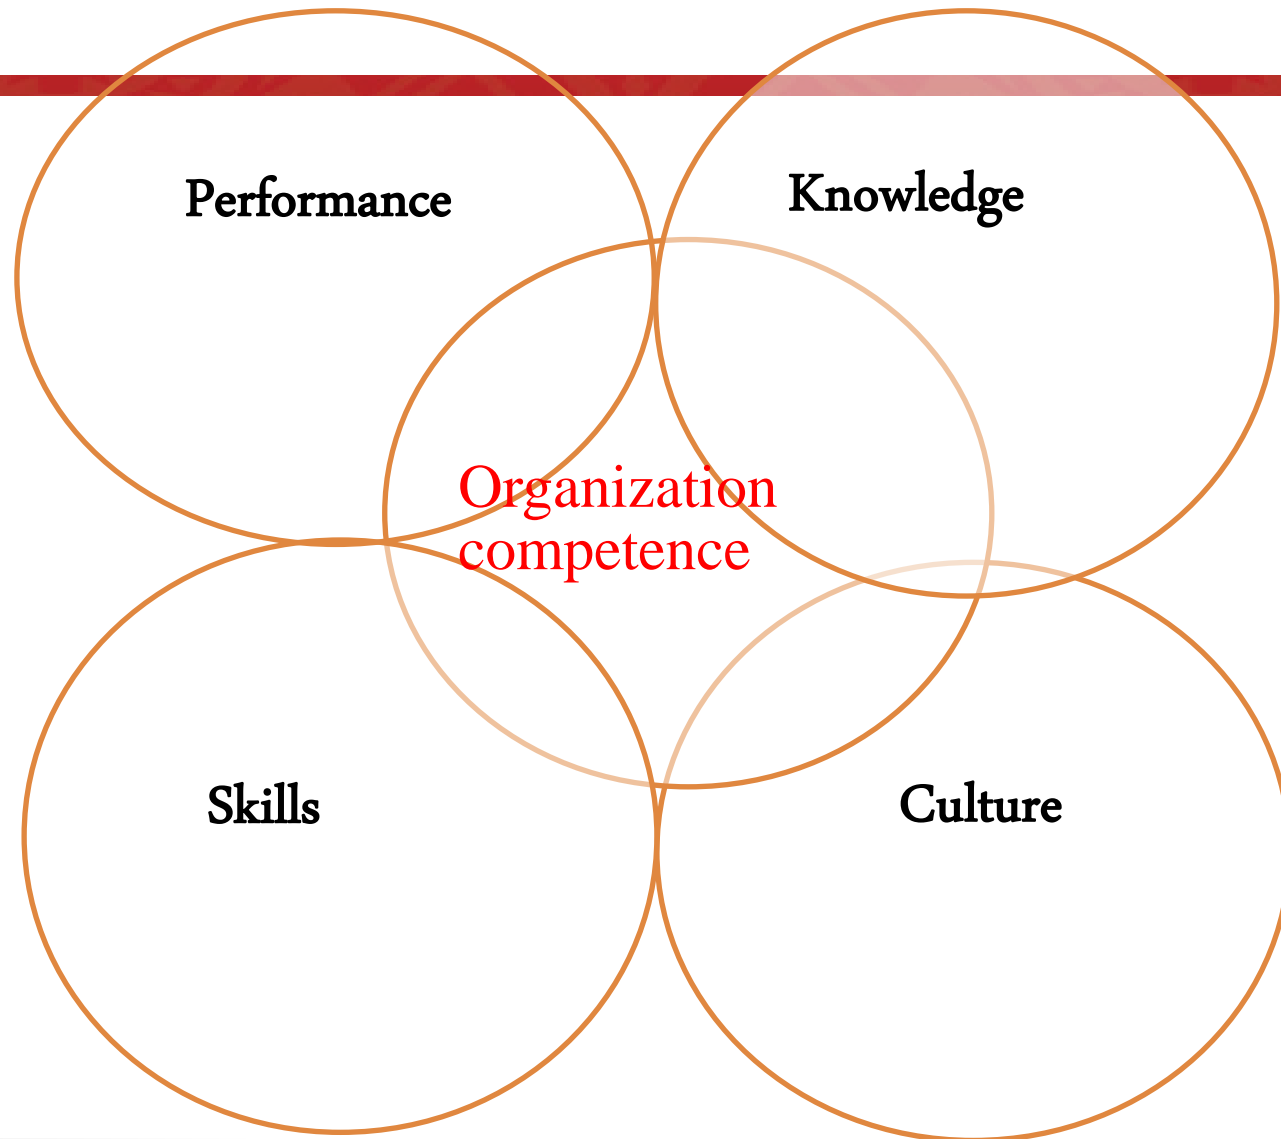 Performance
Knowledge
Organization
competence
Skills
Culture